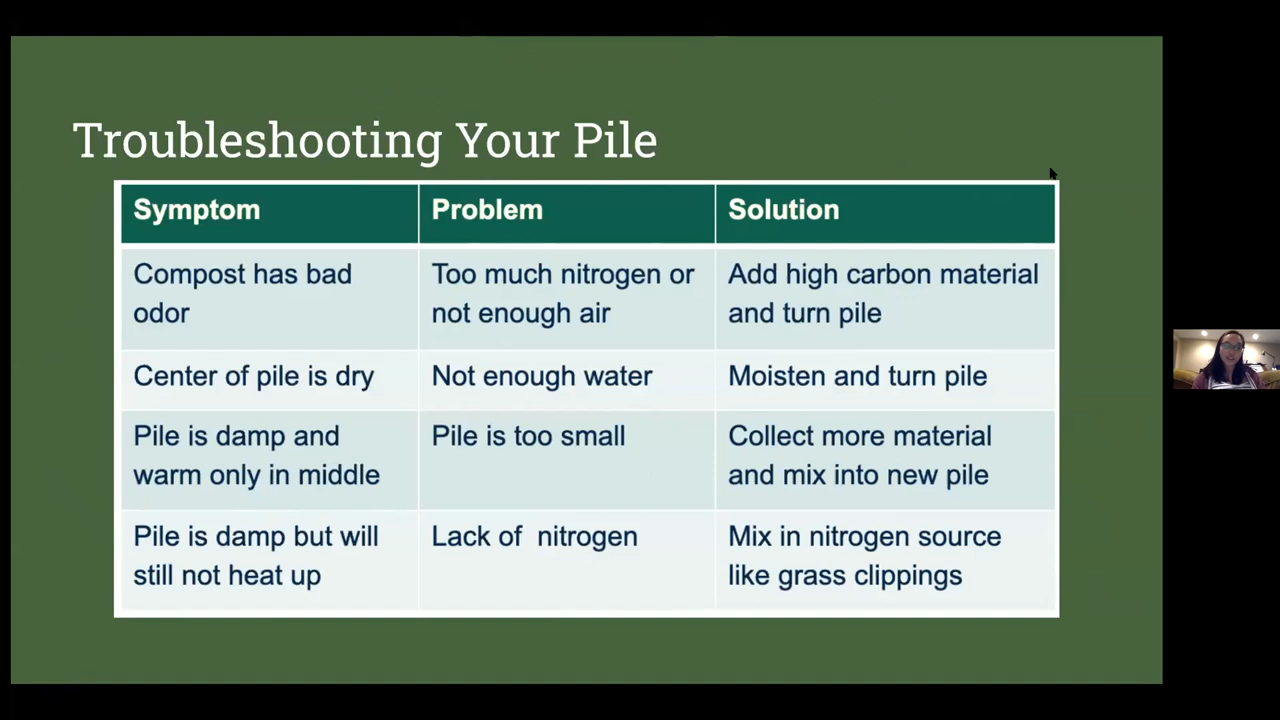 Troubleshooting Your Pile
Symptom Problem Solution
Compost has bad Too much nitrogen or Add high carbon material
odor not enough air and turn pile
Center of pile is dry Not enough water Moisten and turn pile
Pile is damp and Pile is too small Collect more material
warm only in middle and mix into new pile
Pile is damp but will Lack of nitrogen Mix in nitrogen source
still not heat up like grass clippings